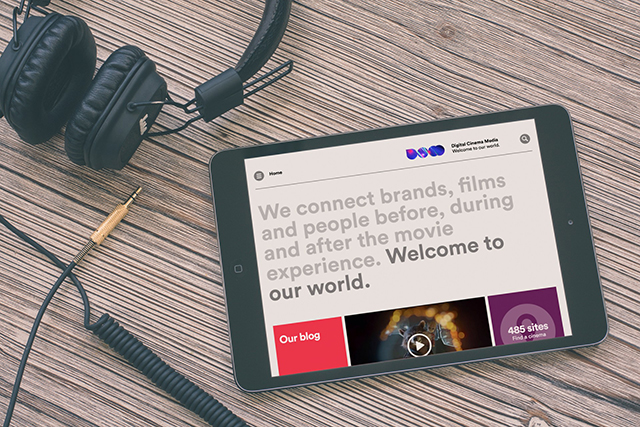 Home
DCM
Digital Cinema Media
Welcome to our world.
We connect brands, films
and people before, during
and after the movie
experience. Welcome to
our world.
Our blog
485 sites
Find a cinema